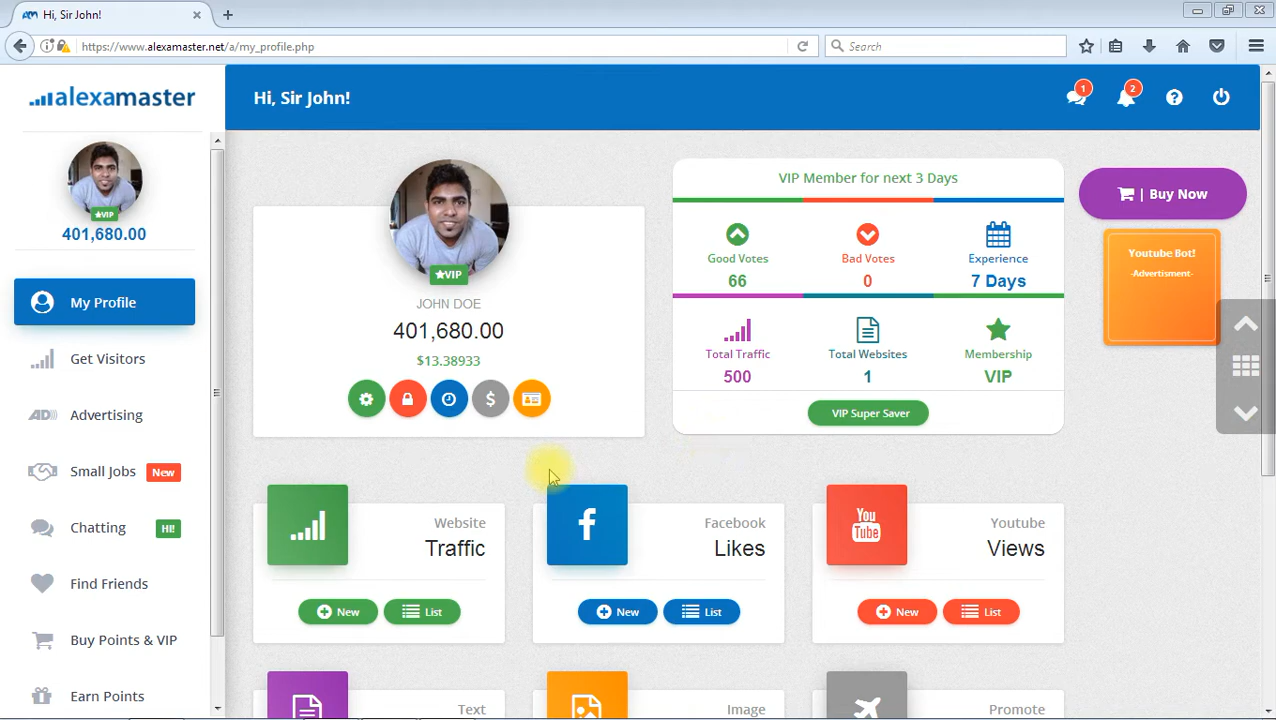 Hi, Sir John!
https://www.alexamaster.net/a/my_profile.php
Search
alexamaster
Hi, Sir John!
1
2
VIP
401,680.00
My Profile
Get Visitors
Advertising
Small Jobs New
Chatting HI!
Find Friends
Buy Points & VIP
Earn Points
VIP
JOHN DOE
401,680.00
$13.38933
VIP Member for next 3 Days
Good Votes
66
Bad Votes
0
Experience
7 Days
Total Traffic
500
Total Websites
1
Membership
VIP
VIP Super Saver
| Buy Now
Youtube Bot!
-Advertisment-
Website
Traffic
New
List
Facebook
Likes
New
List
You
Tube
Youtube
Views
New
List
Text
Image
Promote